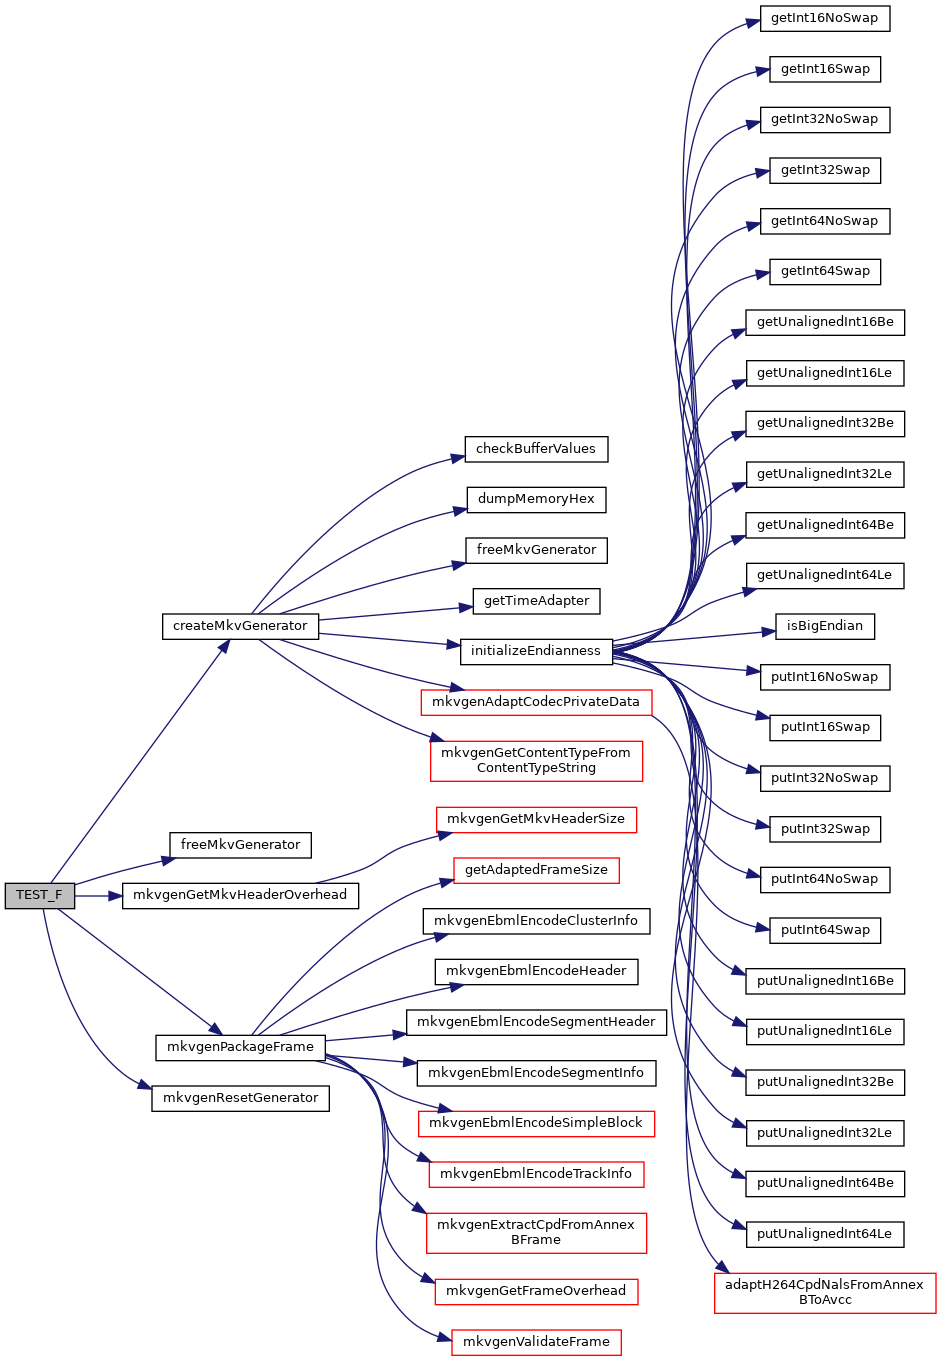 getInt16NoSwap
getInt16Swap
getInt32NoSwap
getInt32Swap
getInt64NoSwap
getInt64Swap
getUnalignedInt16Be
getUnalignedInt16Le
getUnalignedInt32Be
checkBufferValues
getUnalignedInt32Le
dumpMemoryHex
getUnalignedInt64Be
freeMkvGenerator
getUnalignedInt64Le
getTimeAdapter
createMkvGenerator
isBigEndian
initializeEndianness
putInt16NoSwap
mkvgenAdaptCodecPrivateData
putInt16Swap
mkvgenGetContentTypeFrom
ContentTypeString
putInt32NoSwap
mkvgenGetMkvHeaderSize
putInt32Swap
freeMkvGenerator
getAdaptedFrameSize
putInt64NoSwap
TEST_F
mkvgenGetMkvHeaderOverhead
mkvgenEbmlEncodeClusterInfo
putInt64Swap
mkvgenEbmlEncodeHeader
putUnalignedInt16Be
mkvgenEbmlEncodeSegmentHeader
putUnalignedInt16Le
mkvgenPackageFrame
mkvgenEbmlEncodeSegmentInfo
putUnalignedInt32Be
mkvgenResetGenerator
mkvgenEbmlEncodeSimpleBlock
putUnalignedInt32Le
mkvgenEbmlEncodeTrackInfo
putUnalignedInt64Be
mkvgenExtractCpdFromAnnex
BFrame
putUnalignedInt64Le
mkvgenGetFrameOverhead
adaptH264CpdNalsFromAnnex
BToAvcc
mkvgenValidateFrame